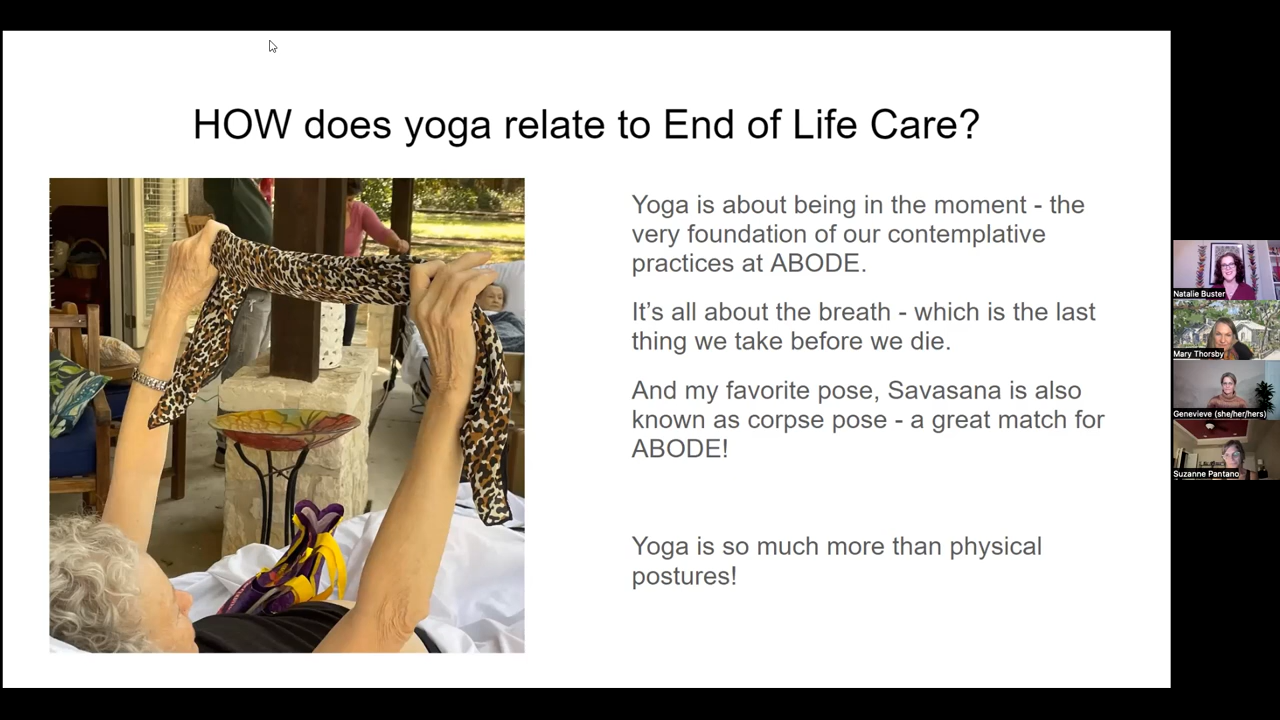 HOW does yoga relate to End of Life Care?
Yoga is about being in the moment - the
very foundation of our contemplative
practices at ABODE.
It’s all about the breath - which is the last
thing we take before we die.
And my favorite pose, Savasana is also
known as corpse pose - a great match for
ABODE!
Yoga is so much more than physical
postures!
Natalie Buster
Mary Thorsby
Genevieve (she/her/hers)
Suzanne Pantano